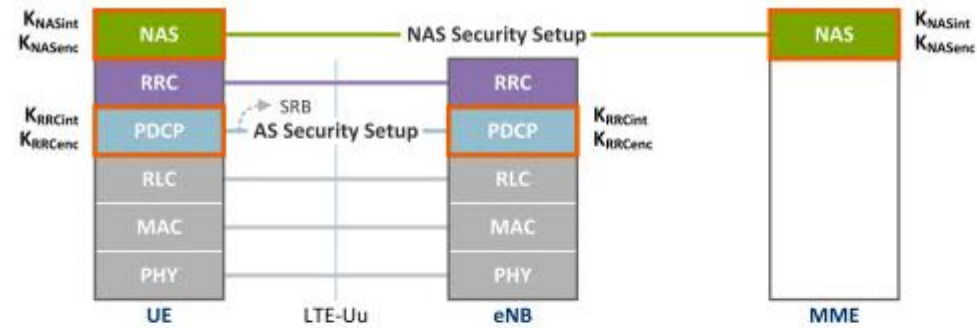 KNASint
KNASenc
NAS
NAS Security Setup
NAS
KNASint
KNASenc
RRC
RRC
SRB
KRRCint
KRRCenc
PDCP
AS Security Setup
PDCP
KRRCint
KRRCenc
RLC
RLC
MAC
MAC
PHY
PHY
UE
LTE-Uu
eNB
MME